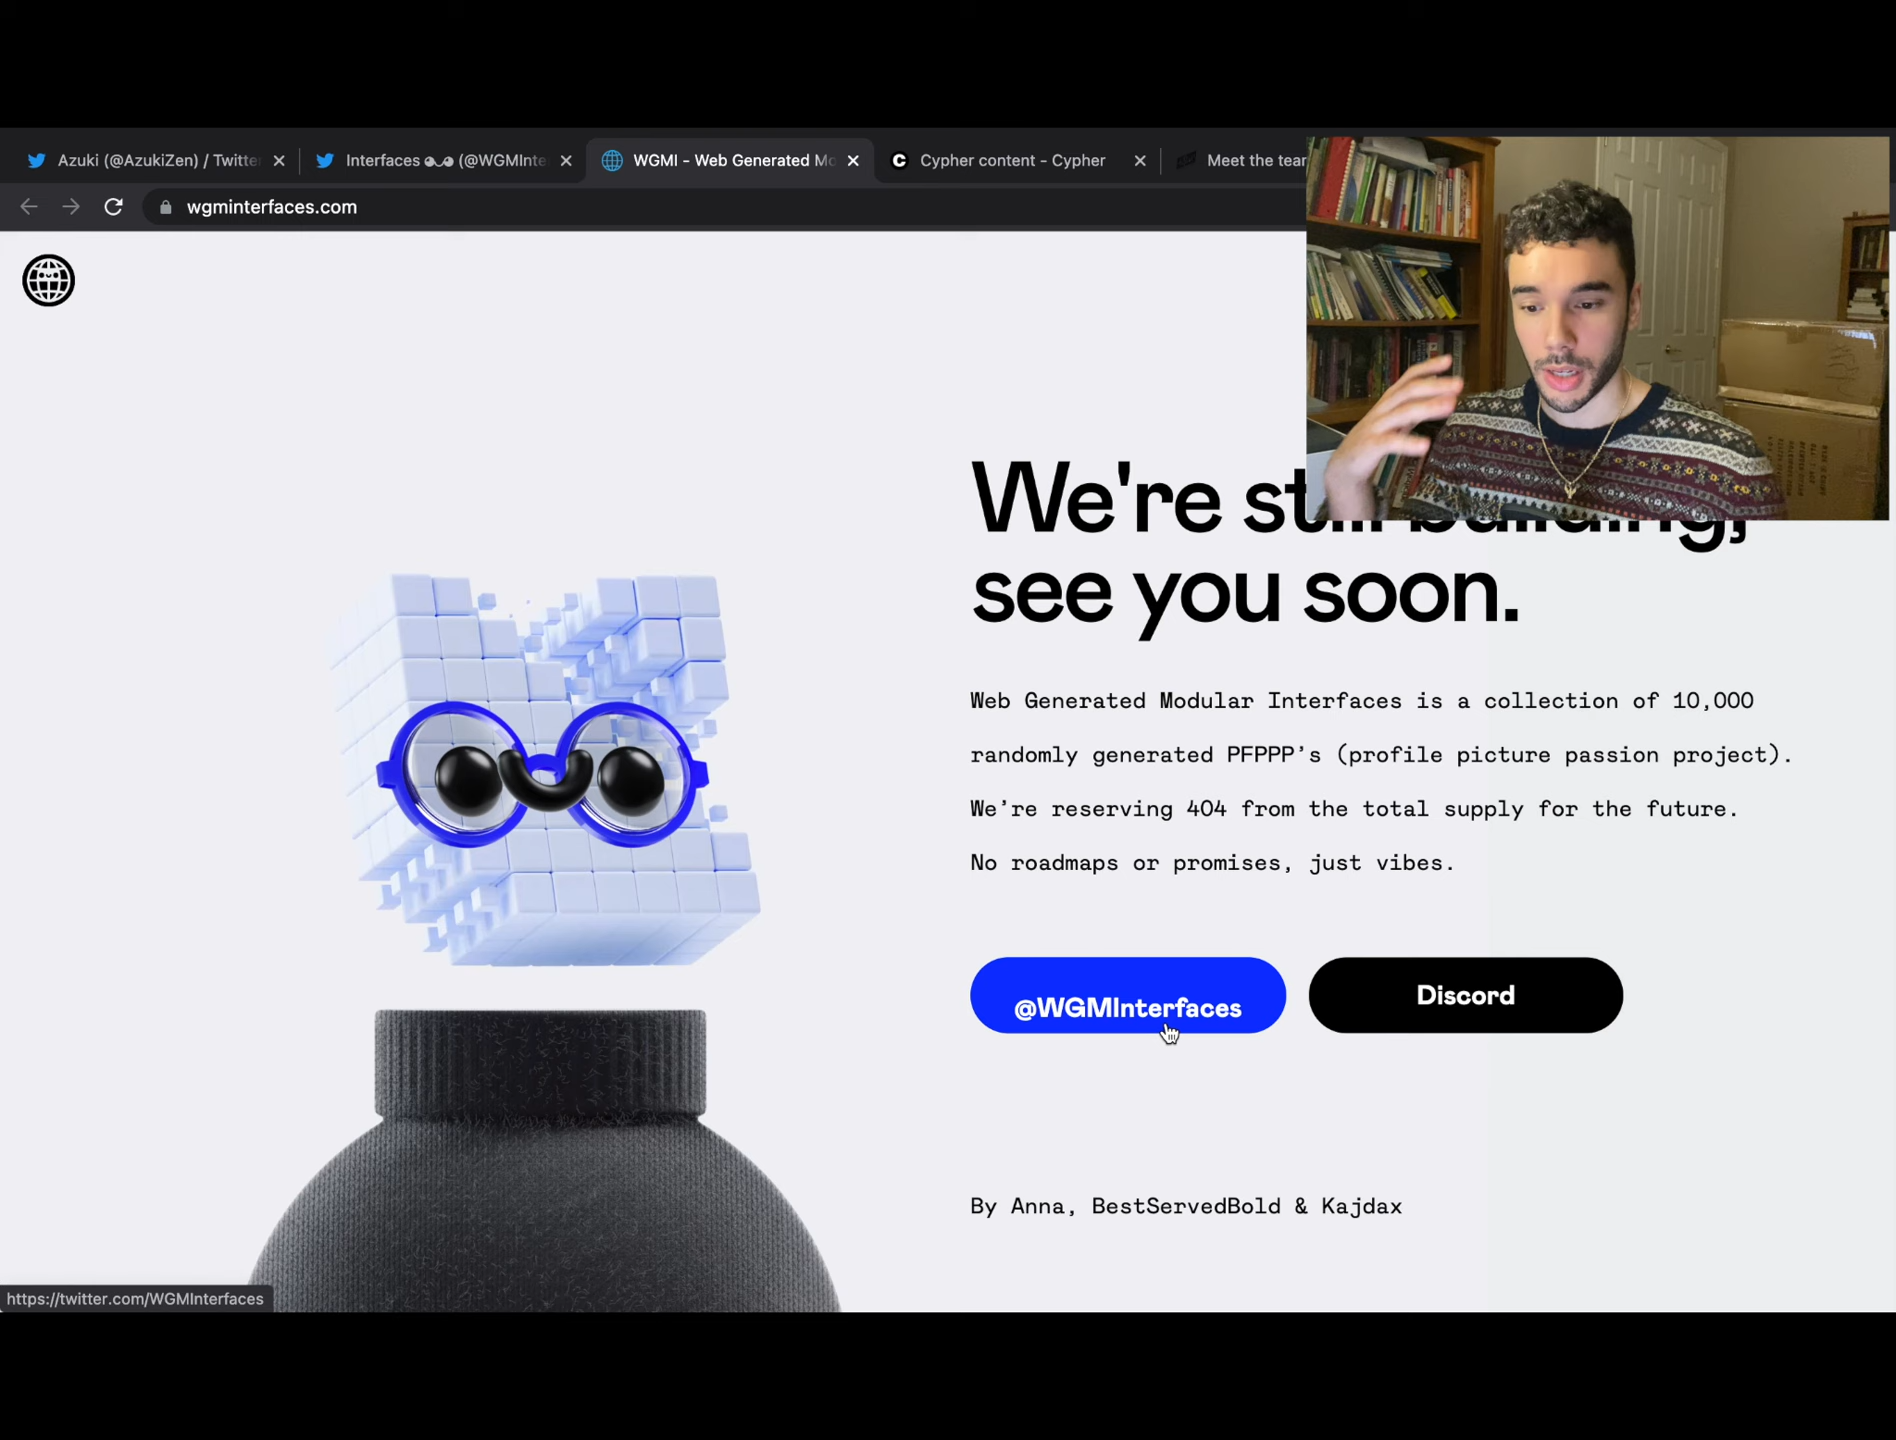 Azuki (@AzukiZen) / Twitte
Interfaces (@WGMInte
WGMI - Web Generated Mo
Cypher content - Cypher
Meet the tea
wgminterfaces.com
We're still building,
see you soon.
Web Generated Modular Interfaces is a collection of 10,000
randomly generated PFPPP’s (profile picture passion project).
We’re reserving 404 from the total supply for the future.
No roadmaps or promises, just vibes.
@WGMInterfaces
Discord
By Anna, BestServedBold & Kajdax
https://twitter.com/WGMInterfaces